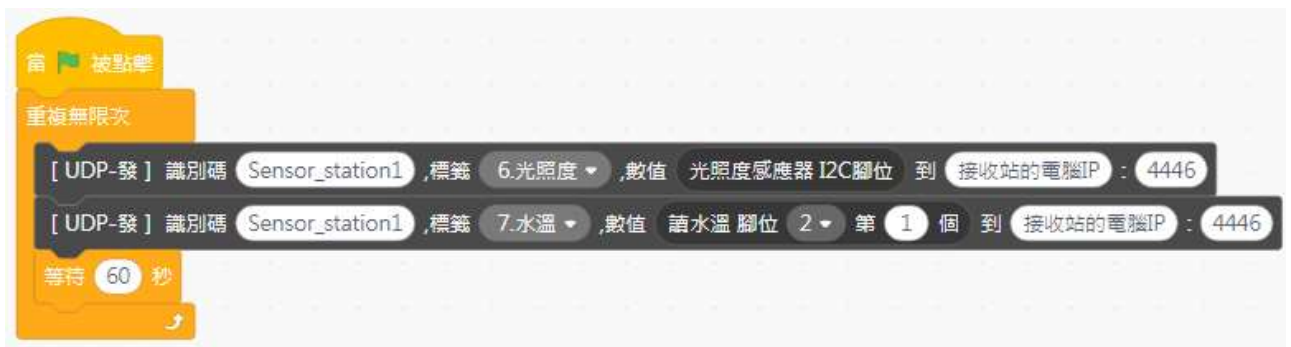 當 被點擊
重複無限次
[ UDP-發 ] 識別碼 Sensor_station1 ,標籤 6.光照度 ,數值 光照度感應器 I2C腳位 到 接收站的電腦IP : 4446
[ UDP-發 ] 識別碼 Sensor_station1 ,標籤 7.水溫 ,數值 讀水溫 腳位 2 第 1 個 到 接收站的電腦IP : 4446
等待 60 秒